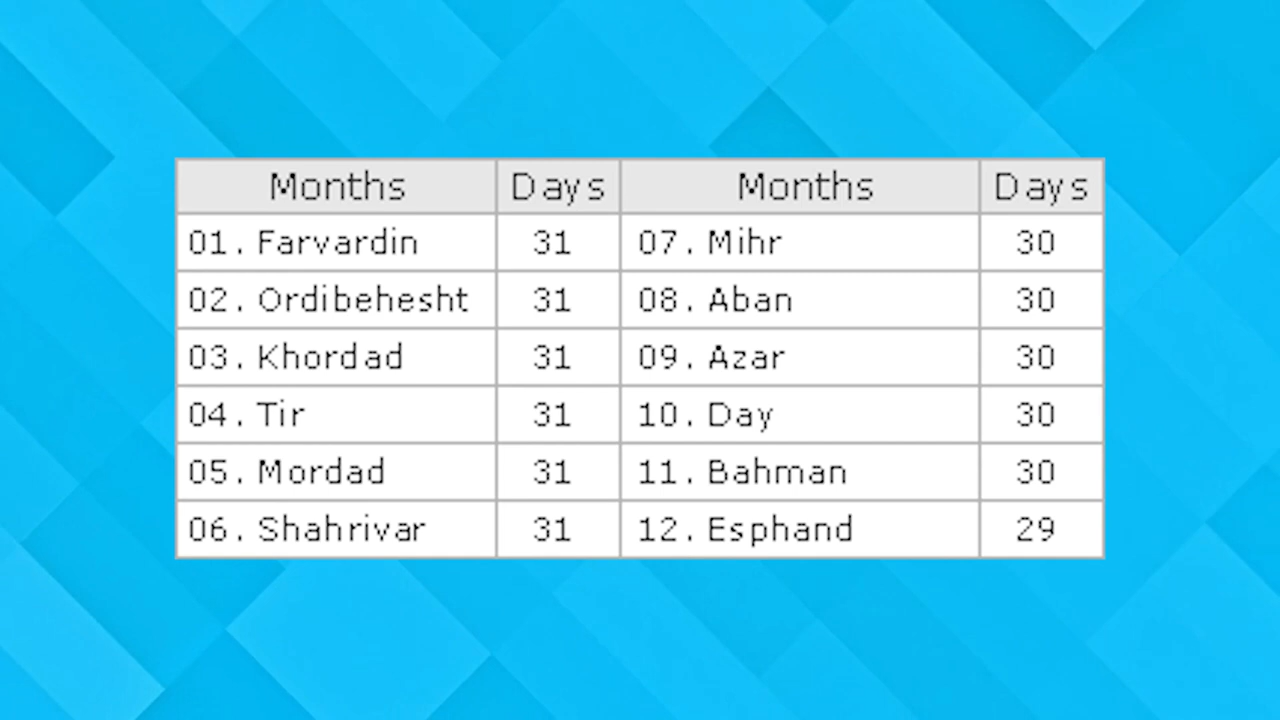 Months Days Months Days
01. Farvardin 31 07. Mihr 30
02. Ordibehesht 31 08. Aban 30
03. Khordad 31 09. Azar 30
04. Tir 31 10. Day 30
05. Mordad 31 11. Bahman 30
06. Shahrivar 31 12. Esphand 29